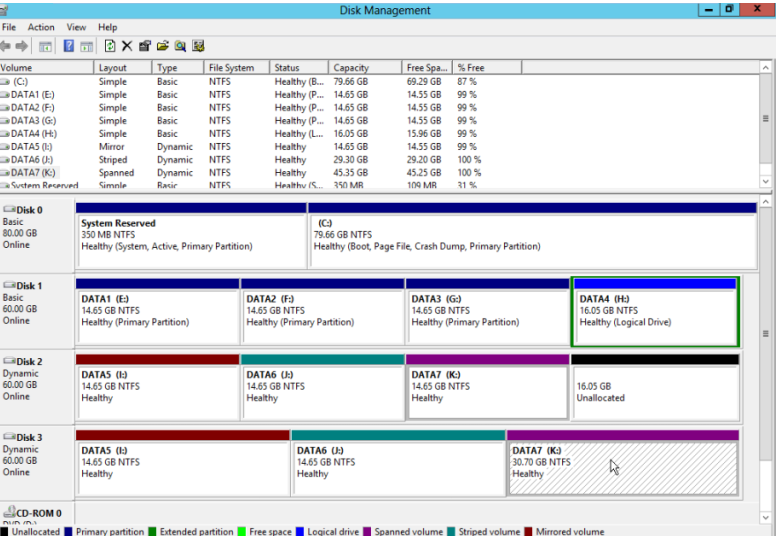 Disk Management
File Action View Help
Volume Layout Type File System Status Capacity Free Spa... % Free
(C:) Simple Basic NTFS Healthy (B... 79.66 GB 69.29 GB 87 %
DATA1 (E:) Simple Basic NTFS Healthy (P... 14.65 GB 14.55 GB 99 %
DATA2 (F:) Simple Basic NTFS Healthy (P... 14.65 GB 14.55 GB 99 %
DATA3 (G:) Simple Basic NTFS Healthy (P... 14.65 GB 14.55 GB 99 %
DATA4 (H:) Simple Basic NTFS Healthy (L... 16.05 GB 15.96 GB 99 %
DATA5 (I:) Mirror Dynamic NTFS Healthy 14.65 GB 14.55 GB 99 %
DATA6 (J:) Striped Dynamic NTFS Healthy 29.30 GB 29.20 GB 100 %
DATA7 (K:) Spanned Dynamic NTFS Healthy 45.35 GB 45.25 GB 100 %
System Reserved Simple Basic NTFS Healthy (S... 350 MB 109 MB 31 %
Disk 0
Basic
80.00 GB
Online
System Reserved
350 MB NTFS
Healthy (System, Active, Primary Partition)
(C:)
79.66 GB NTFS
Healthy (Boot, Page File, Crash Dump, Primary Partition)
Disk 1
Basic
60.00 GB
Online
DATA1 (E:)
14.65 GB NTFS
Healthy (Primary Partition)
DATA2 (F:)
14.65 GB NTFS
Healthy (Primary Partition)
DATA3 (G:)
14.65 GB NTFS
Healthy (Primary Partition)
DATA4 (H:)
16.05 GB NTFS
Healthy (Logical Drive)
Disk 2
Dynamic
60.00 GB
Online
DATA5 (I:)
14.65 GB NTFS
Healthy
DATA6 (J:)
14.65 GB NTFS
Healthy
DATA7 (K:)
14.65 GB NTFS
Healthy
16.05 GB
Unallocated
Disk 3
Dynamic
60.00 GB
Online
DATA5 (I:)
14.65 GB NTFS
Healthy
DATA6 (J:)
14.65 GB NTFS
Healthy
DATA7 (K:)
30.70 GB NTFS
Healthy
CD-ROM 0
DVD (D:)
Unallocated Primary partition Extended partition Free space Logical drive Spanned volume Striped volume Mirrored volume